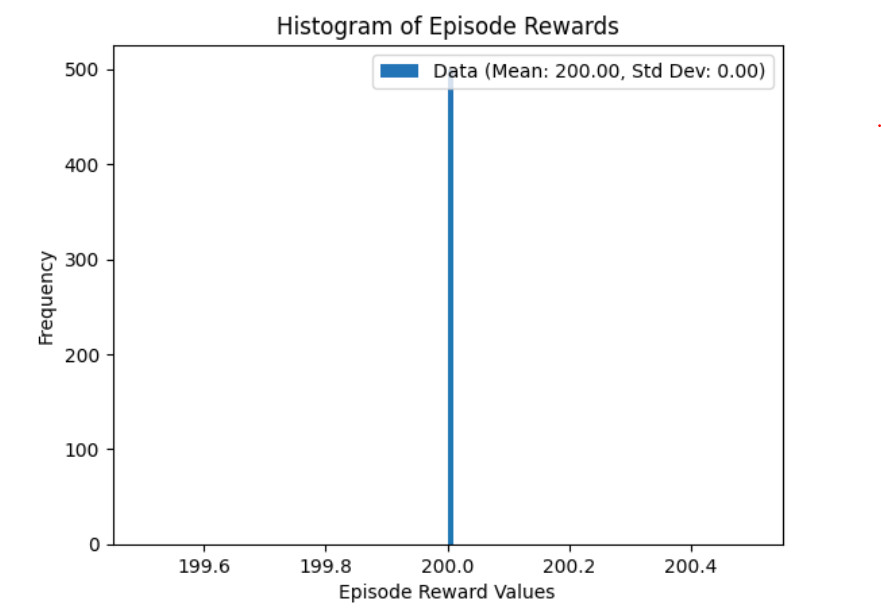 Histogram of Episode Rewards
Data (Mean: 200.00, Std Dev: 0.00)
500
400
300
200
100
0
Frequency
199.6 199.8 200.0 200.2 200.4
Episode Reward Values